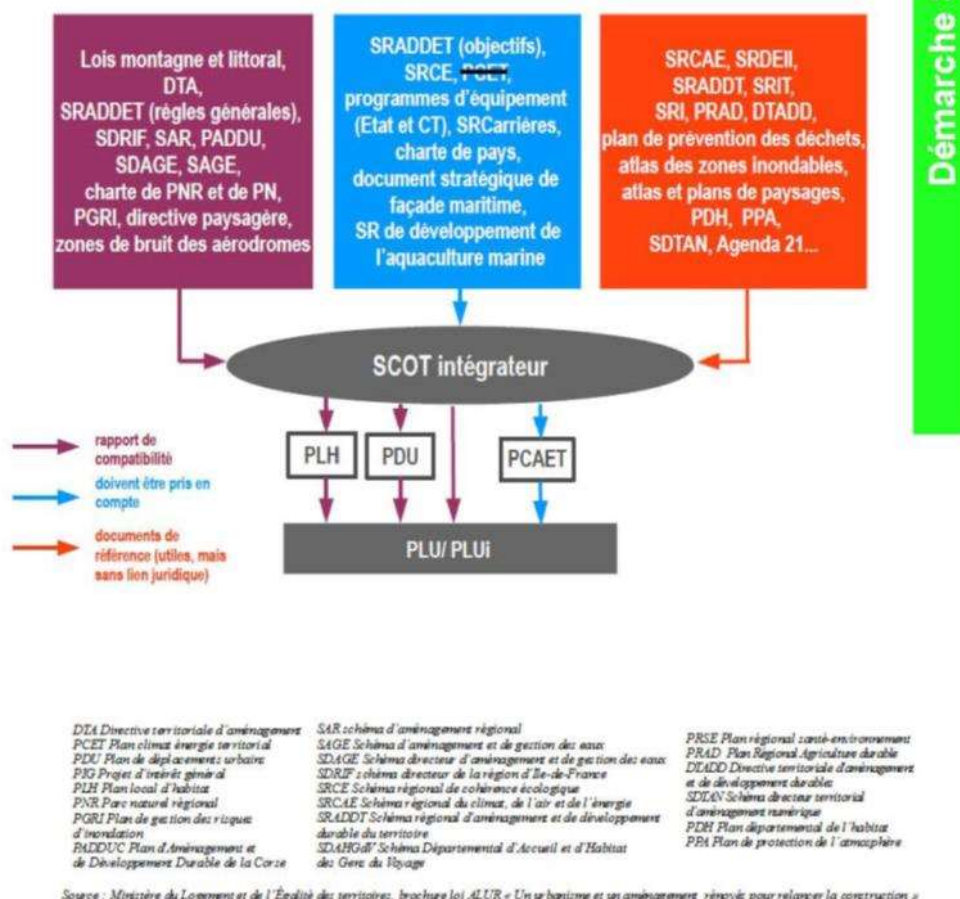 Lois montagne et littoral,
DTA,
SRADDET (règles générales),
SDRIF, SAR, PADDU,
SDAGE, SAGE,
charte de PNR et de PN,
PGRI, directive paysagère,
zones de bruit des aérodromes
SRADDET (objectifs),
SRCE, PCET,
programmes d'équipement
(Etat et CT), SRCarrières,
charte de pays,
document stratégique de
façade maritime,
SR de développement de
l'aquaculture marine
SRCAE, SRDEII,
SRADDT, SRIT,
SRI, PRAD, DTADD,
plan de prévention des déchets,
atlas des zones inondables,
atlas et plans de paysages,
PDH, PPA,
SDTAN, Agenda 21...
Démarche
SCOT intégrateur
PLH
PDU
PCAET
PLU/ PLUi
rapport de
compatibilité
doivent être pris en
compte
documents de
référence (utiles, mais
sans lien juridique)
DTA Directive territoriale d'aménagement
PCET Plan climat énergie territorial
PDU Plan de déplacements urbains
PIG Projet d'intérêt général
PLH Plan local d'habitat
PNR Parc naturel régional
PGRI Plan de gestion des risques
d'inondation
PADDUC Plan d'Aménagement et
de Développement Durable de la Corse
SAR schéma d'aménagement régional
SAGE Schéma d'aménagement et de gestion des eaux
SDAGE Schéma directeur d'aménagement et de gestion des eaux
SDRIF schéma directeur de la région d'Ile-de-France
SRCE Schéma régional de cohérence écologique
SRCAE Schéma régional du climat, de l'air et de l'énergie
SRADDT Schéma régional d'aménagement et de développement
durable du territoire
SDAHGdV Schéma Départemental d'Accueil et d'Habitat
des Gens du Voyage
PRSE Plan régional santé-environnement
PRAD Plan Régional Agriculture durable
DTADD Directive territoriale d'aménagement
et de développement durables
SDTAN Schéma directeur territorial
d'aménagement numérique
PDH Plan départemental de l'habitat
PPA Plan de protection de l'atmosphère
Source : Ministère du Logement et de l'Égalité des territoires, brochure loi ALUR « Un urbanisme et un aménagement rénovés pour relancer la construction »